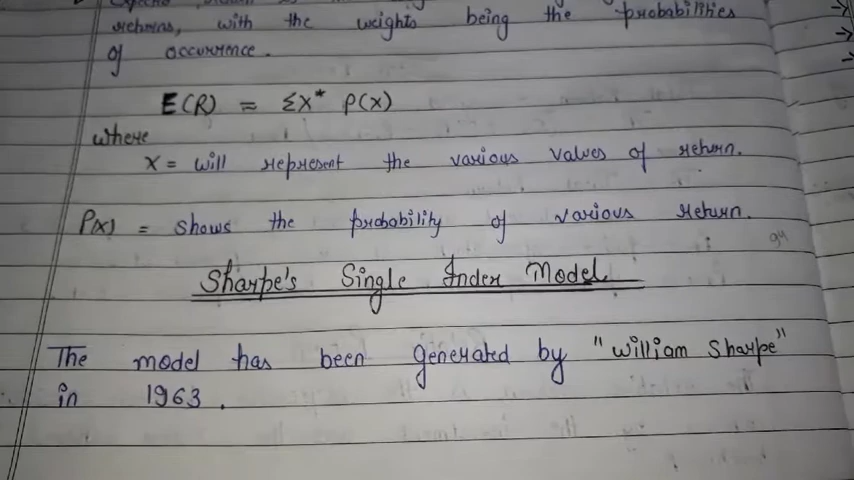 returns, with the weights being the probabilities
of occurrence.
E(R) = ΣX* P(X)
where
X = will represent the various values of return.
P(X) = shows the probability of various return.
Sharpe's Single Index Model
The model has been generated by "William Sharpe"
in 1963.